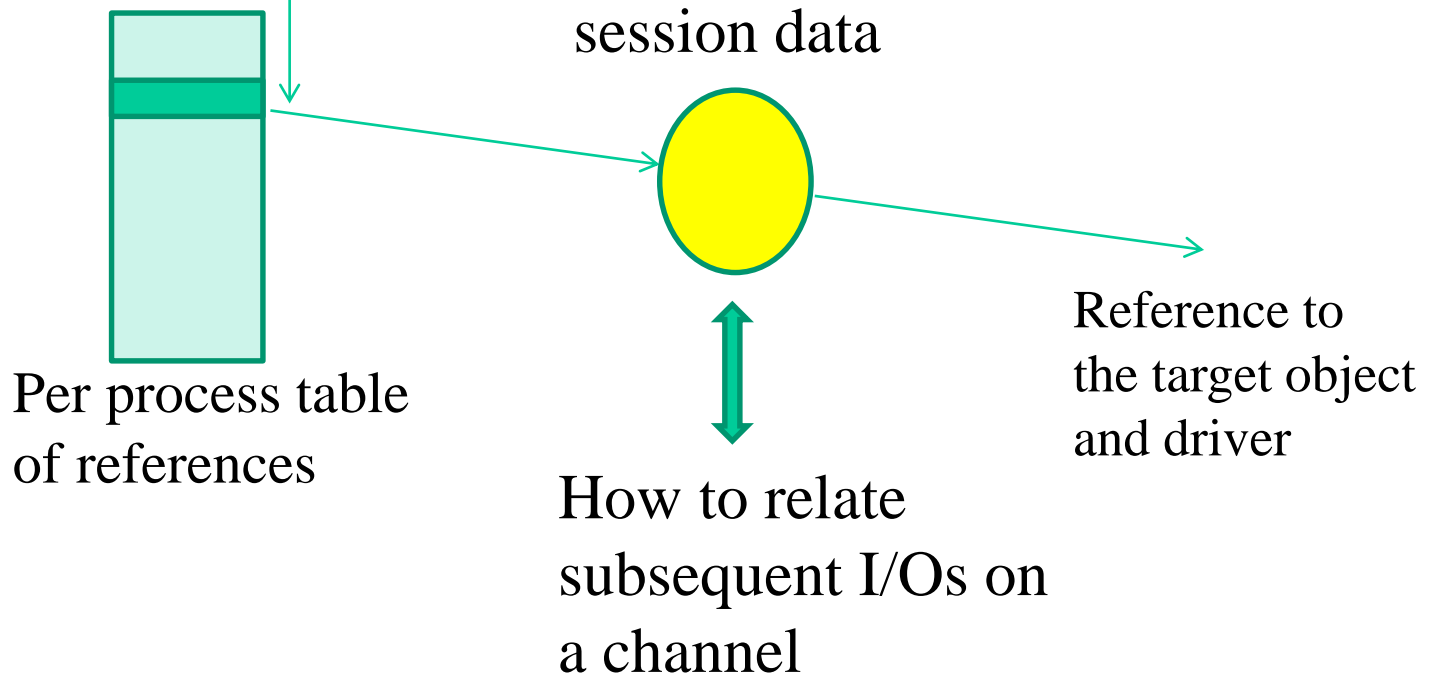 session data
Per process table
of references
Reference to
the target object
and driver
How to relate
subsequent I/Os on
a channel